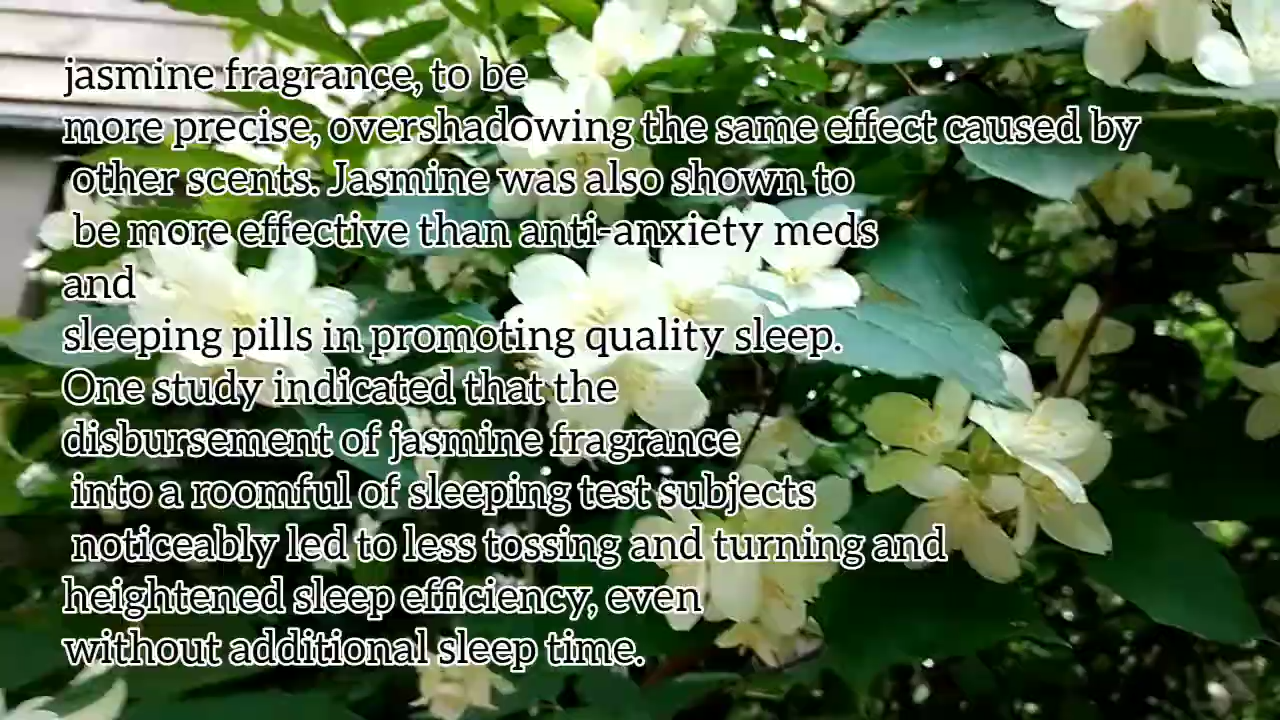 jasmine fragrance, to be
more precise, overshadowing the same effect caused by
other scents. Jasmine was also shown to
be more effective than anti-anxiety meds
and
sleeping pills in promoting quality sleep.
One study indicated that the
disbursement of jasmine fragrance
into a roomful of sleeping test subjects
noticeably led to less tossing and turning and
heightened sleep efficiency, even
without additional sleep time.